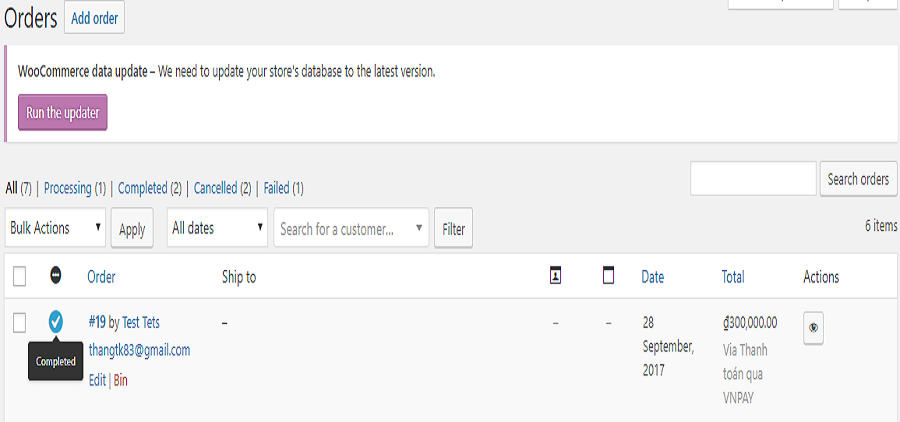 Orders Add order
WooCommerce data update – We need to update your store's database to the latest version.
Run the updater
Search orders
All (7) | Processing (1) | Completed (2) | Cancelled (2) | Failed (1)
Bulk Actions Apply All dates Search for a customer... Filter 6 items
Order Ship to Date Total Actions
#19 by Test Tets – – – 28 ₫300,000.00
thangtk83@gmail.com September, Via Thanh
Completed 2017 toán qua
Edit | Bin VNPAY